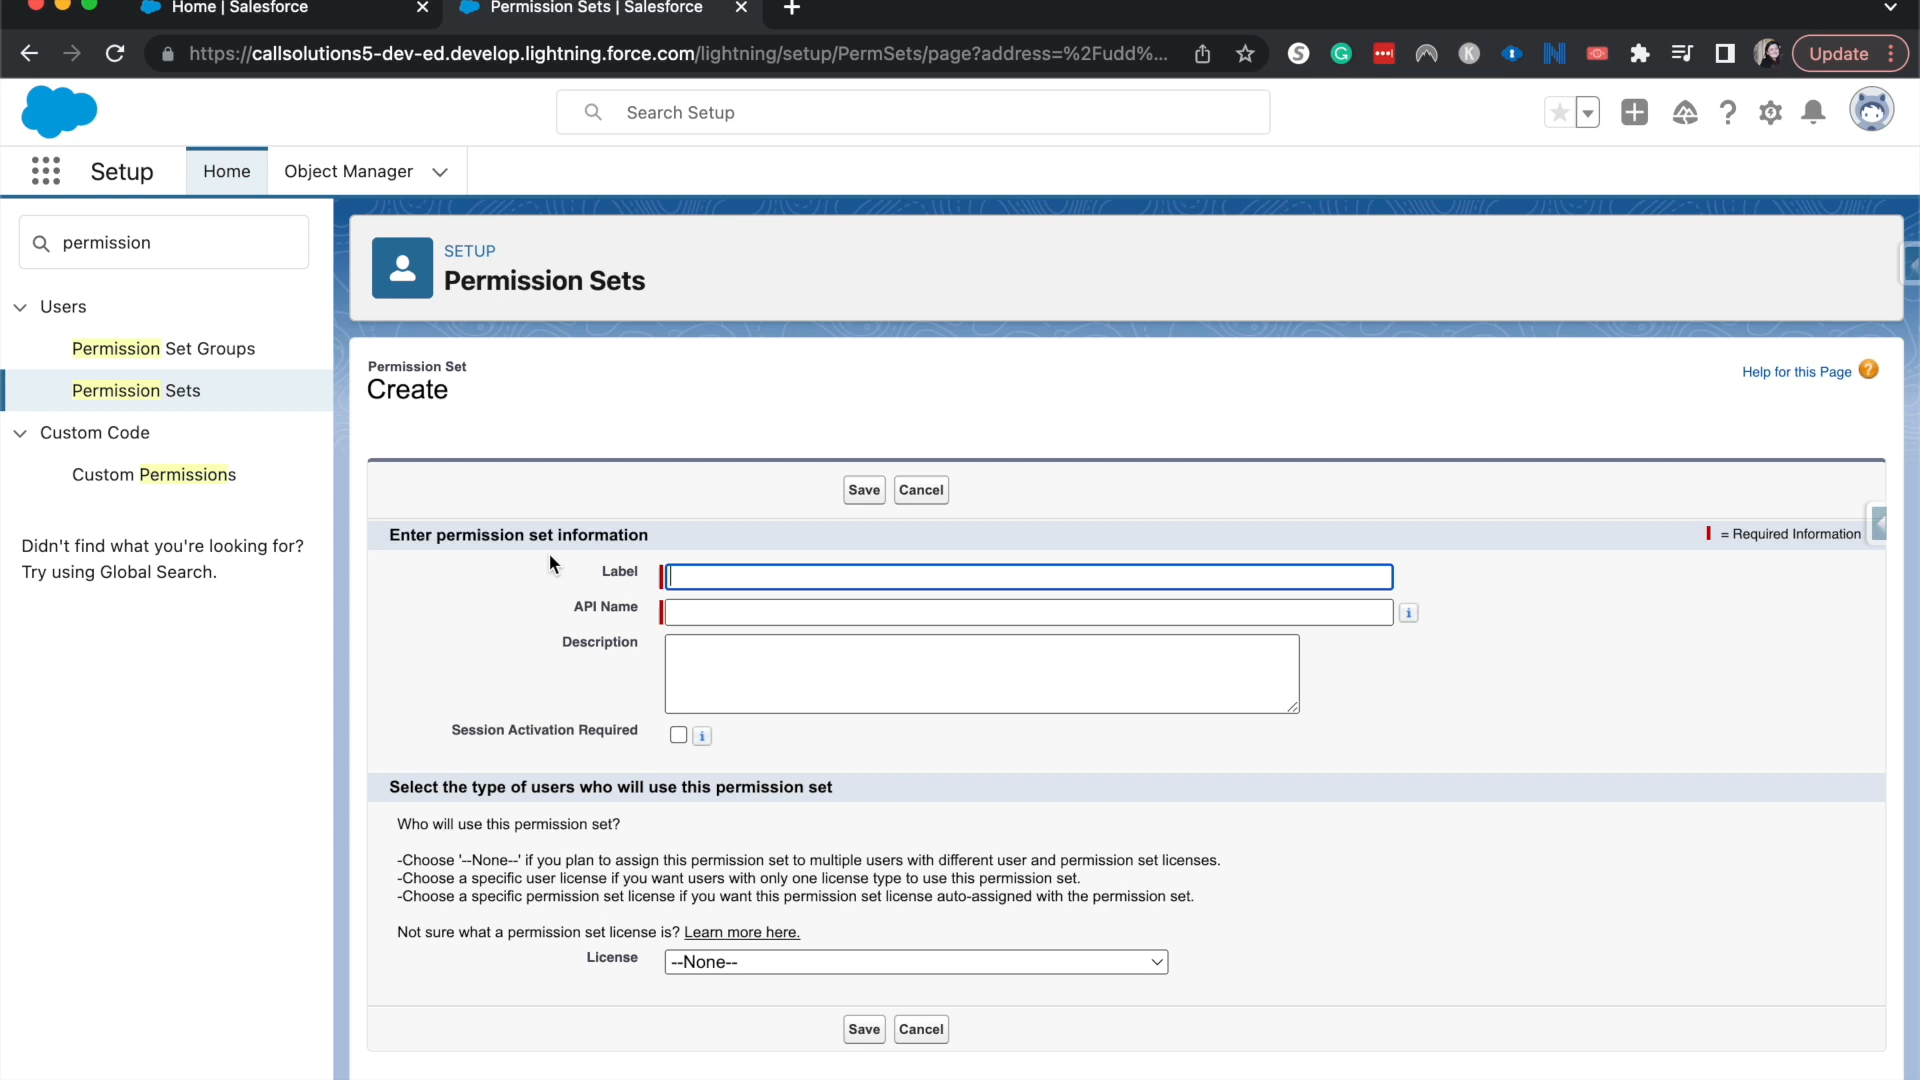 Home | Salesforce
Permission Sets | Salesforce
https://callsolutions5-dev-ed.develop.lightning.force.com/lightning/setup/PermSets/page?address=%2Fudd%...
Update
Search Setup
Setup
Home
Object Manager
permission
Users
Permission Set Groups
Permission Sets
Custom Code
Custom Permissions
Didn't find what you're looking for?
Try using Global Search.
SETUP
Permission Sets
Permission Set
Create
Help for this Page
Save Cancel
Enter permission set information
= Required Information
Label
API Name
Description
Session Activation Required
Select the type of users who will use this permission set
Who will use this permission set?
-Choose '--None--' if you plan to assign this permission set to multiple users with different user and permission set licenses.
-Choose a specific user license if you want users with only one license type to use this permission set.
-Choose a specific permission set license if you want this permission set license auto-assigned with the permission set.
Not sure what a permission set license is? Learn more here.
License
--None--
Save Cancel